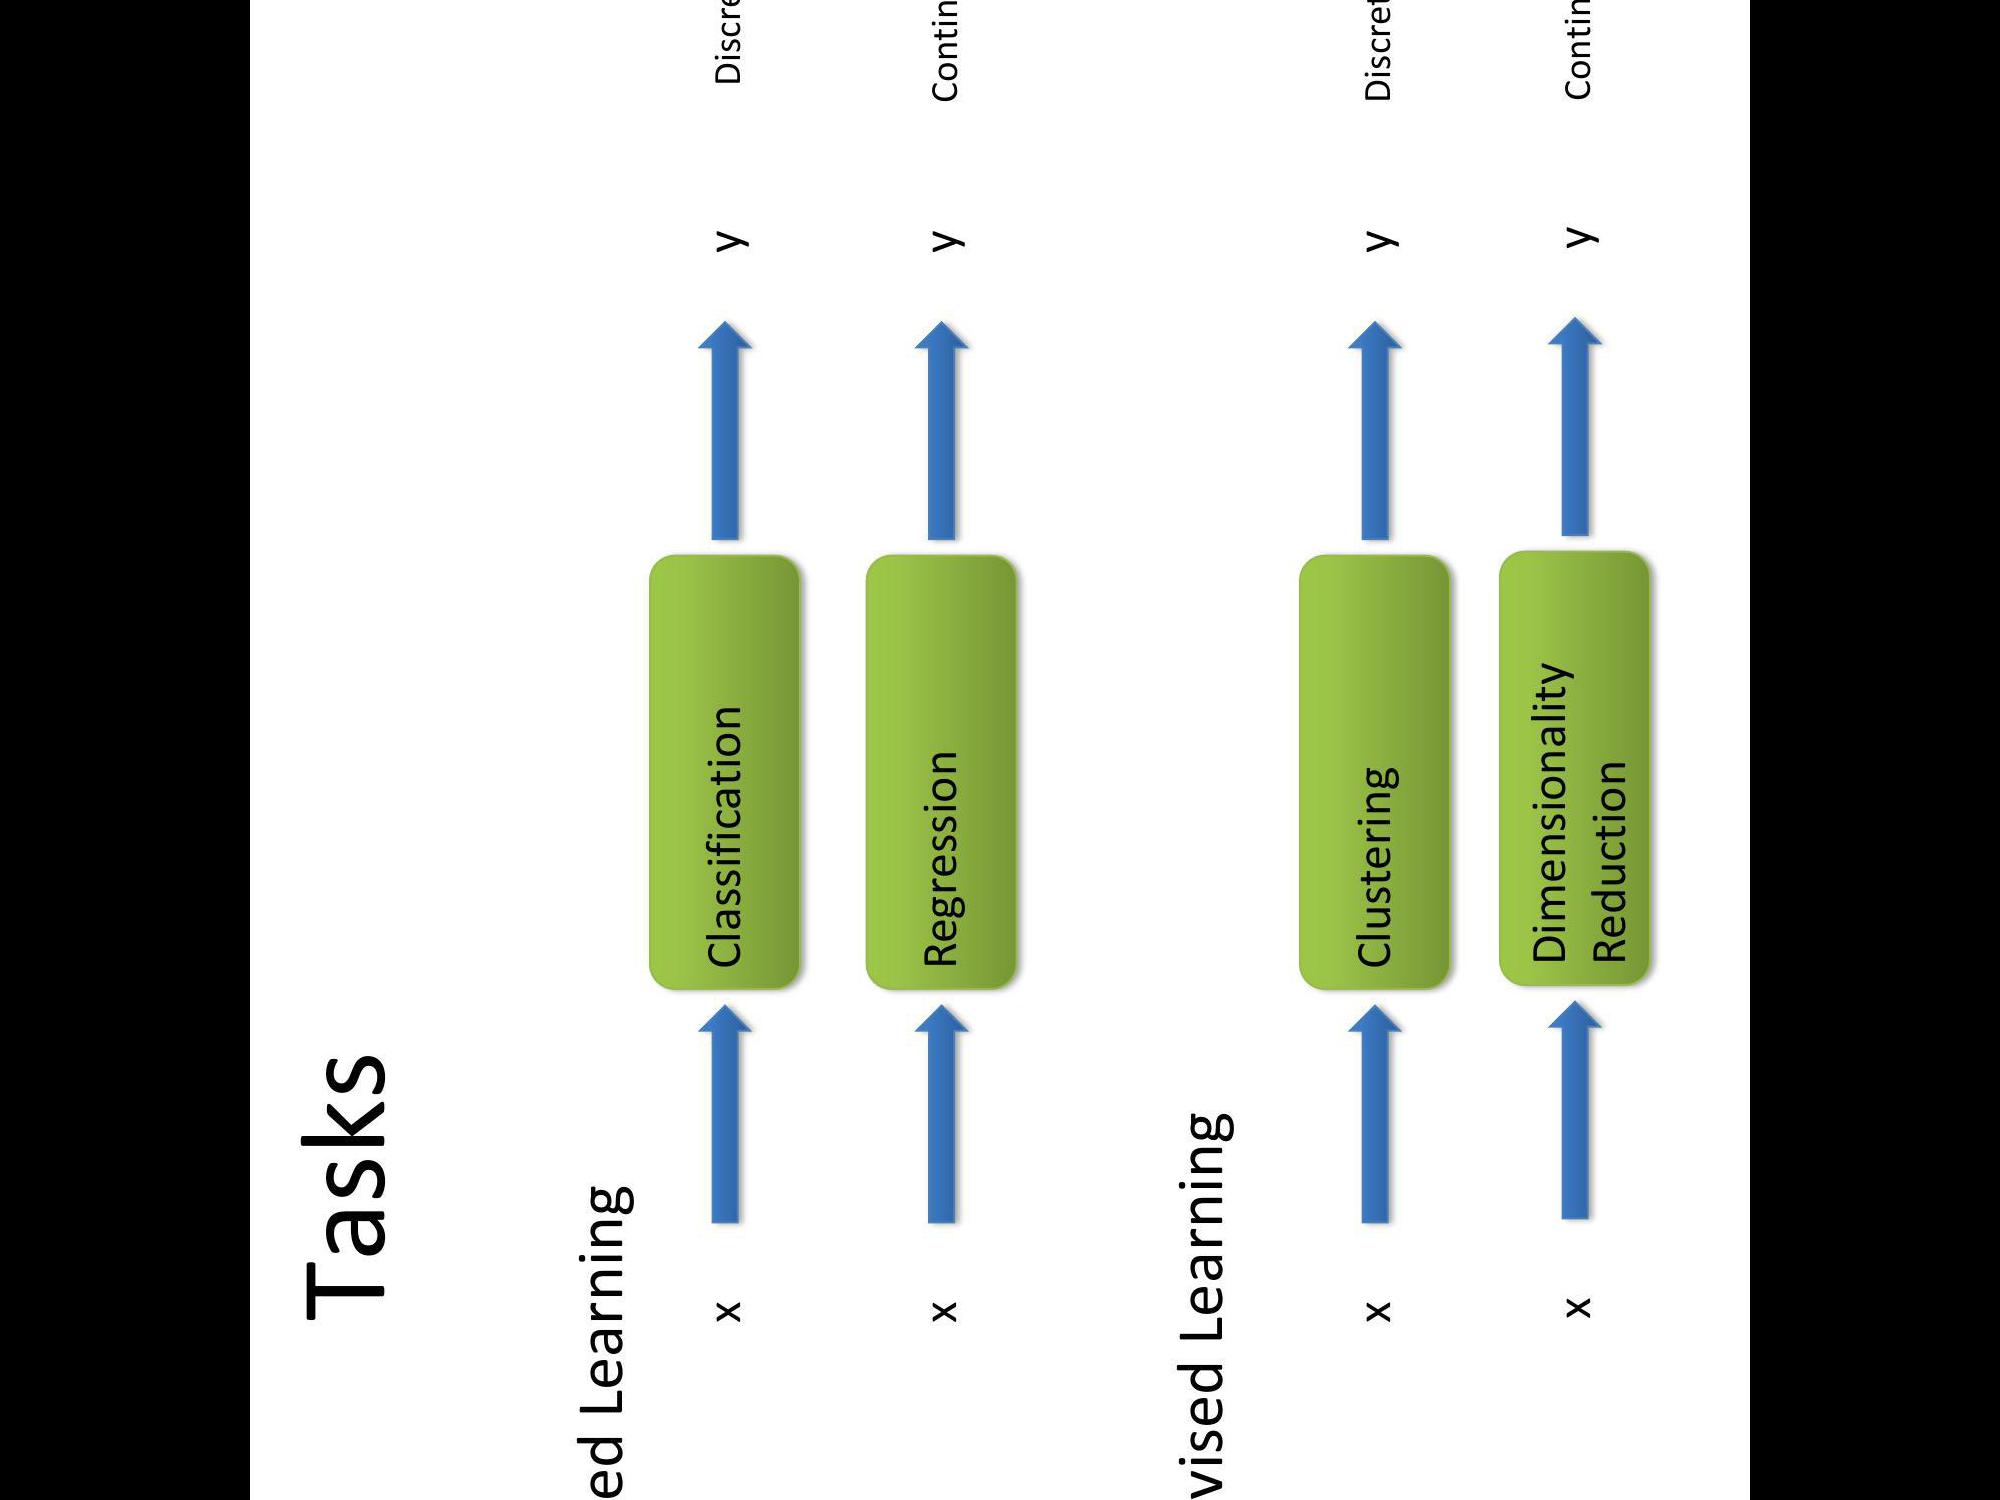 Tasks
ed Learning
x Classification y Discre
x Regression y Contin
vised Learning
x Clustering y Discret
x Dimensionality
Reduction y Contin